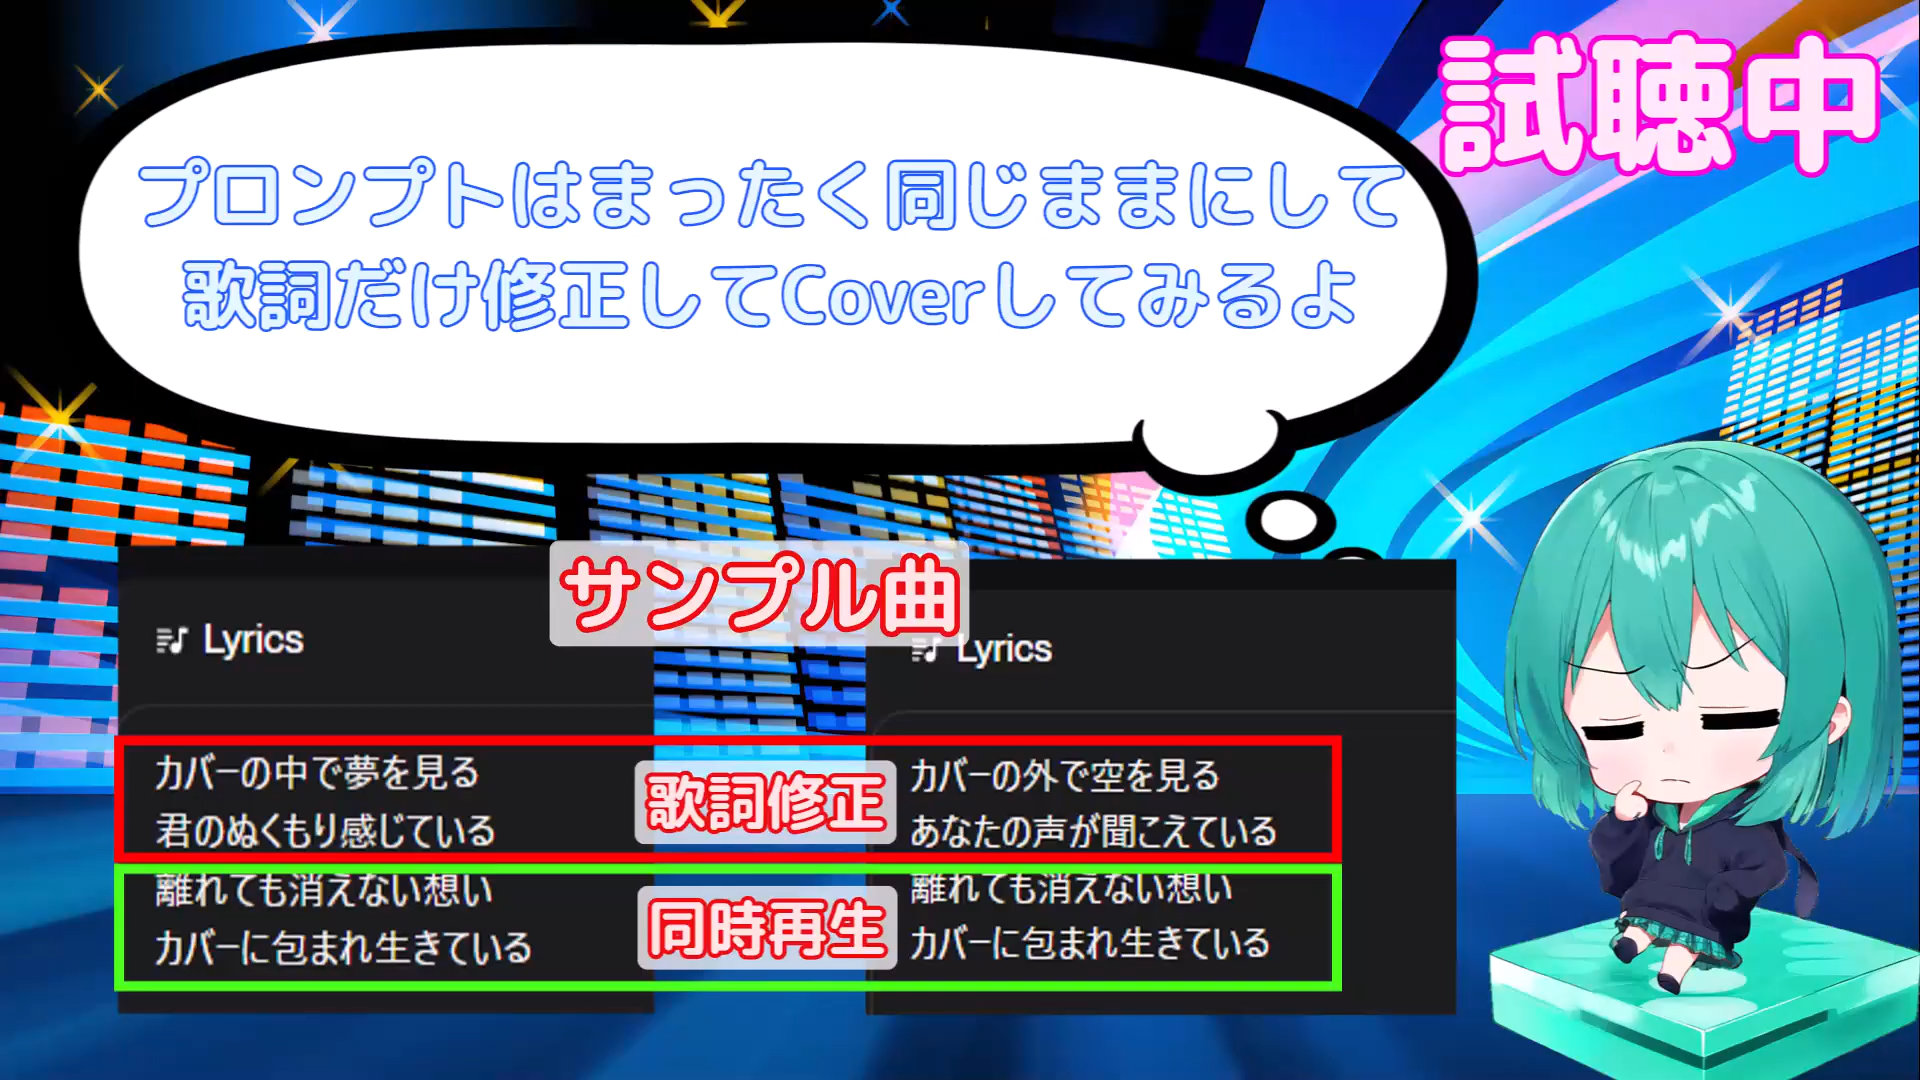 試聴中
プロンプトはまったく同じままにして
歌詞だけ修正してCoverしてみるよ
サンプル曲
Lyrics
カバーの中で夢を見る
君のぬくもり感じている
離れても消えない想い
カバーに包まれ生きている
歌詞修正
同時再生
Lyrics
カバーの外で空を見る
あなたの声が聞こえている
離れても消えない想い
カバーに包まれ生きている